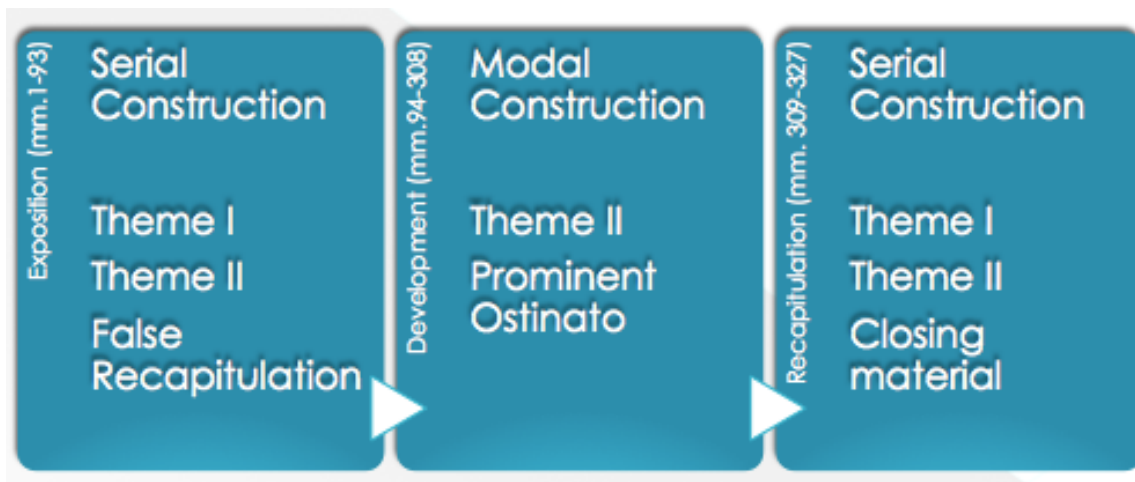 Exposition (mm.1-93)
Serial
Construction
Theme I
Theme II
False
Recapitulation
Development (mm.94-308)
Modal
Construction
Theme II
Prominent
Ostinato
Recapitulation (mm. 309-327)
Serial
Construction
Theme I
Theme II
Closing
material